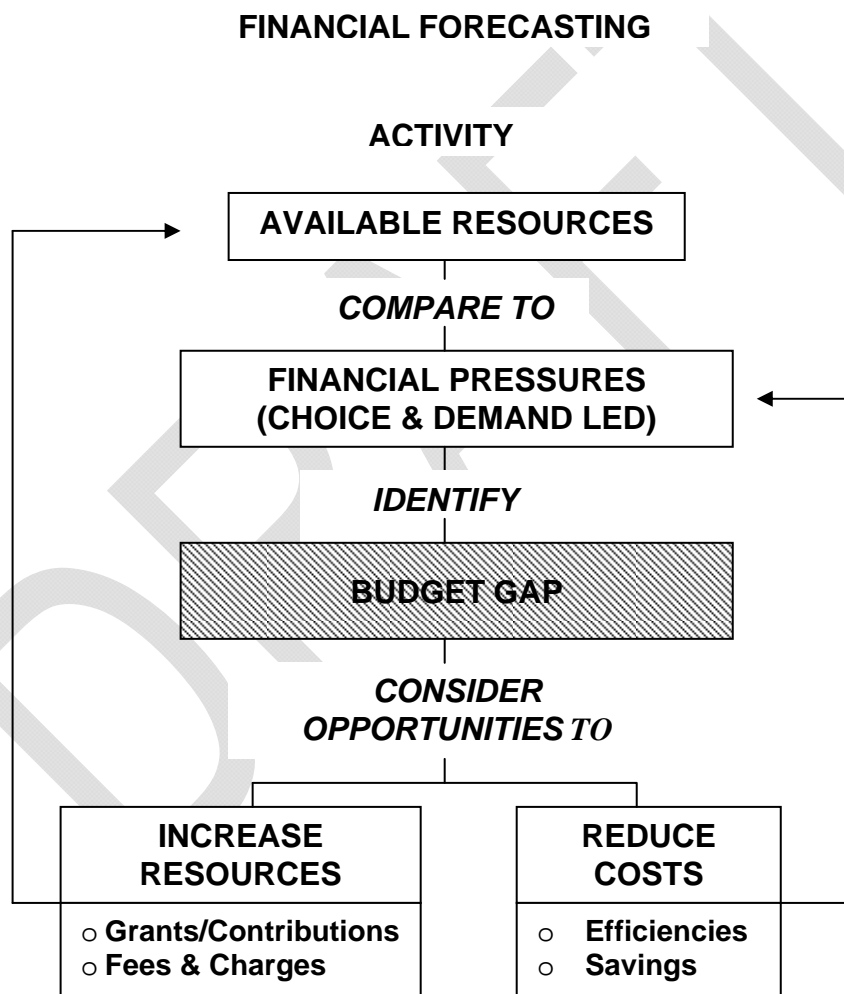 FINANCIAL FORECASTING
ACTIVITY
AVAILABLE RESOURCES
COMPARE TO
FINANCIAL PRESSURES
(CHOICE & DEMAND LED)
IDENTIFY
BUDGET GAP
CONSIDER
OPPORTUNITIES TO
INCREASE
RESOURCES
o Grants/Contributions
o Fees & Charges
REDUCE
COSTS
o Efficiencies
o Savings
DRAFT